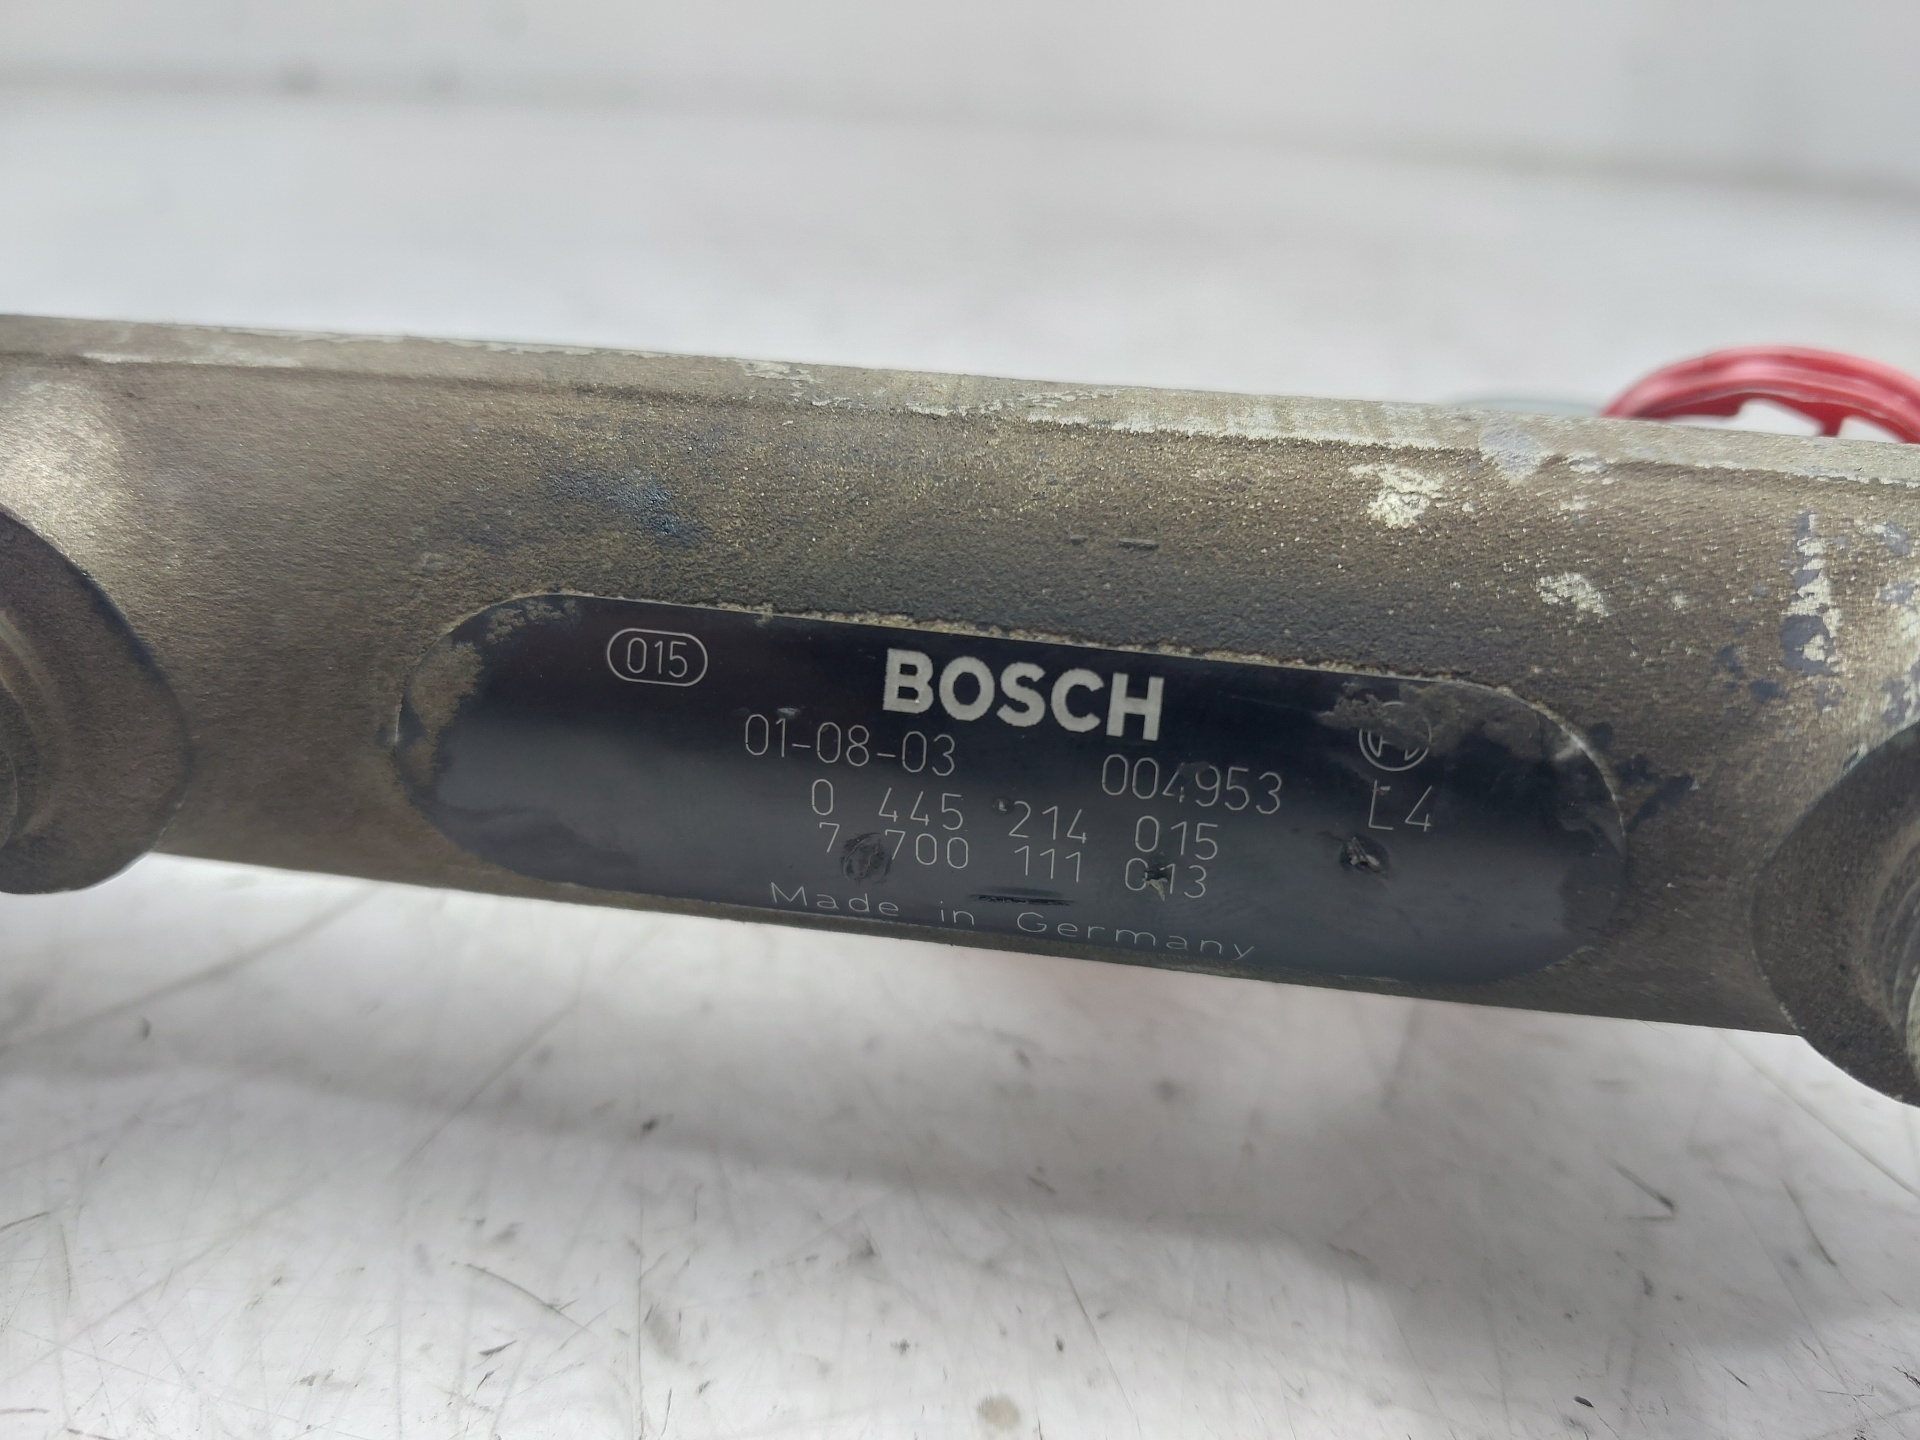 015
BOSCH
01-08-03 004953
0 445 214 015 L4
7 700 111 013
Made in Germany